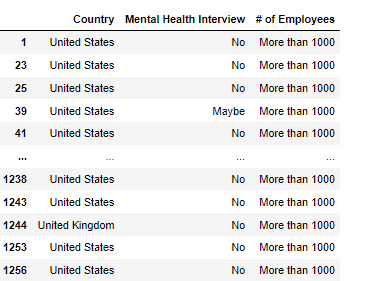 Country Mental Health Interview # of Employees
1 United States No More than 1000
23 United States No More than 1000
25 United States No More than 1000
39 United States Maybe More than 1000
41 United States No More than 1000
... ... ... ...
1238 United States No More than 1000
1243 United States No More than 1000
1244 United Kingdom No More than 1000
1253 United States No More than 1000
1256 United States No More than 1000